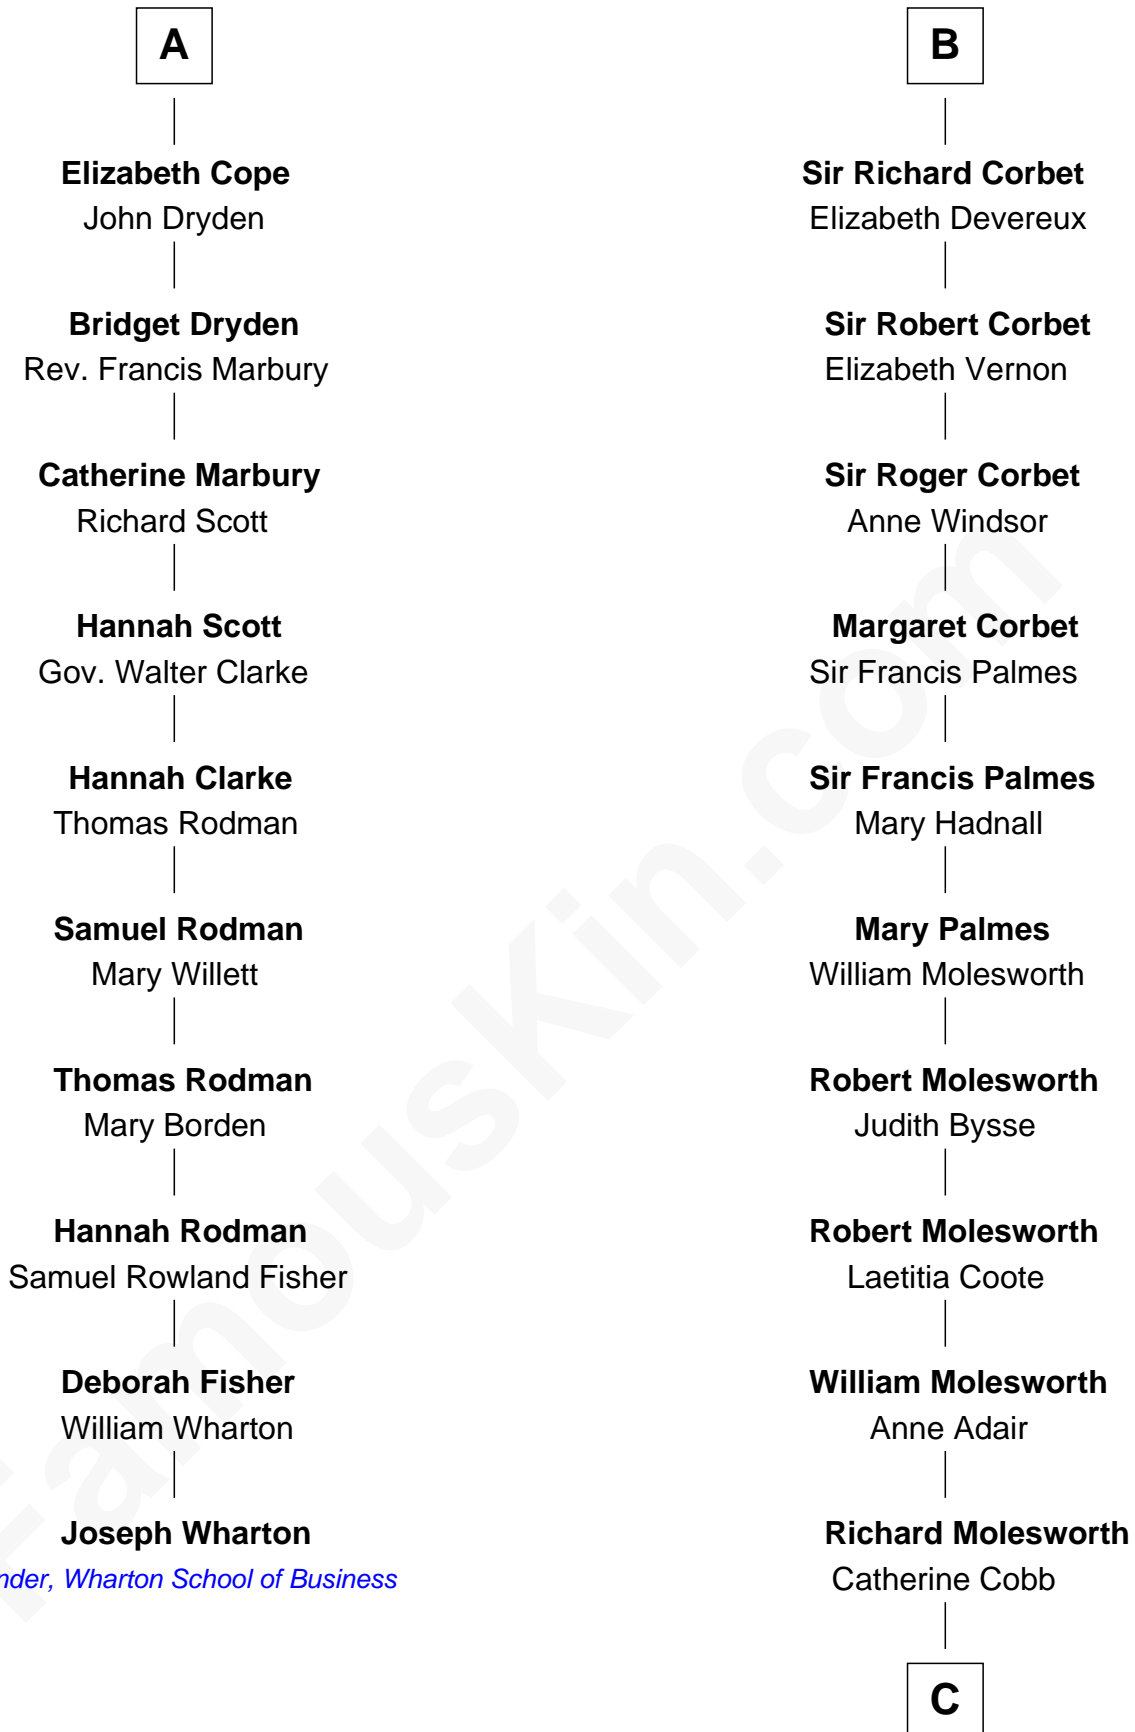 A
Elizabeth Cope
John Dryden
Bridget Dryden
Rev. Francis Marbury
Catherine Marbury
Richard Scott
Hannah Scott
Gov. Walter Clarke
Hannah Clarke
Thomas Rodman
Samuel Rodman
Mary Willett
Thomas Rodman
Mary Borden
Hannah Rodman
Samuel Rowland Fisher
Deborah Fisher
William Wharton
Joseph Wharton
nder, Wharton School of Business
B
Sir Richard Corbet
Elizabeth Devereux
Sir Robert Corbet
Elizabeth Vernon
Sir Roger Corbet
Anne Windsor
Margaret Corbet
Sir Francis Palmes
Sir Francis Palmes
Mary Hadnall
Mary Palmes
William Molesworth
Robert Molesworth
Judith Bysse
Robert Molesworth
Laetitia Coote
William Molesworth
Anne Adair
Richard Molesworth
Catherine Cobb
C
FamousKin.com